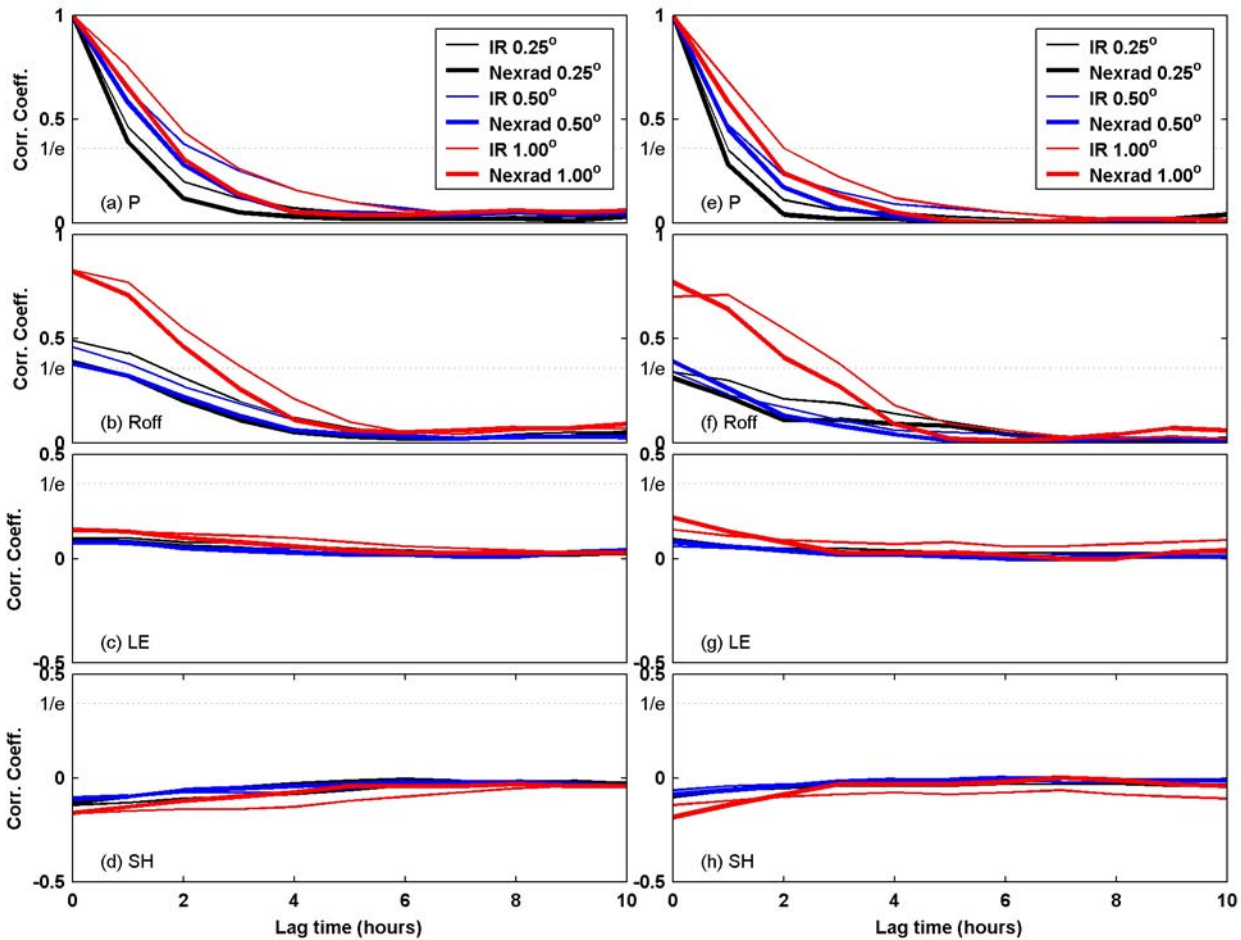 1
Corr. Coeff.
0.5
1/e
0
(a) P
IR 0.25°
Nexrad 0.25°
IR 0.50°
Nexrad 0.50°
IR 1.00°
Nexrad 1.00°
1
0.5
1/e
0
(e) P
IR 0.25°
Nexrad 0.25°
IR 0.50°
Nexrad 0.50°
IR 1.00°
Nexrad 1.00°
1
Corr. Coeff.
0.5
1/e
0
(b) Roff
1
0.5
1/e
0
(f) Roff
0.5
1/e
Corr. Coeff.
0
-0.5
(c) LE
0.5
1/e
0
-0.5
(g) LE
0.5
1/e
Corr. Coeff.
0
-0.5
(d) SH
0 2 4 6 8 10
Lag time (hours)
0.5
1/e
0
-0.5
(h) SH
0 2 4 6 8 10
Lag time (hours)